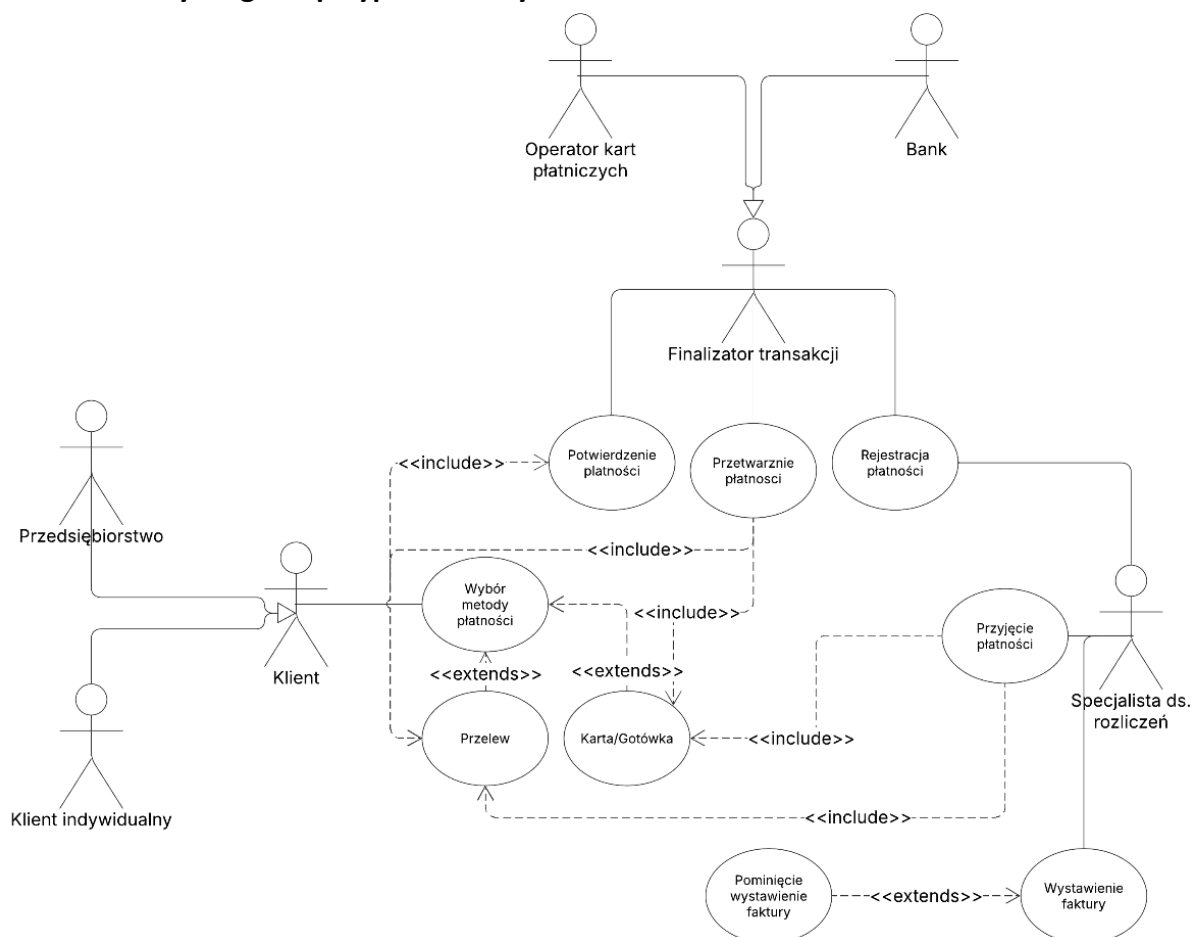 Operator kart
płatniczych
Bank
Finalizator transakcji
Potwierdzenie
platności
Przetwarznie
płatnosci
Rejestracja
płatności
<<include>>
Przedsiębiorstwo
<<include>>
Wybór
metody
płatności
<<include>>
Przyjęcie
płatności
Klient
<<extends>>
<<extends>>
Specjalista ds.
rozliczeń
Przelew
Karta/Gotówka
<<include>>
Klient indywidualny
<<include>>
Pominięcie
wystawienie
faktury
<<extends>>
Wystawienie
faktury